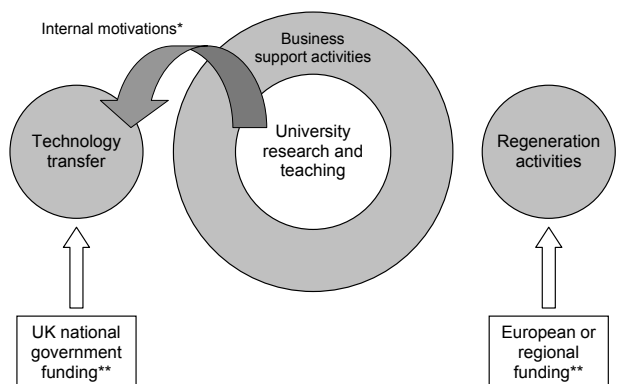 Internal motivations*
Business
support activities
Technology
transfer
University
research and
teaching
Regeneration
activities
UK national
government
funding**
European or
regional
funding**